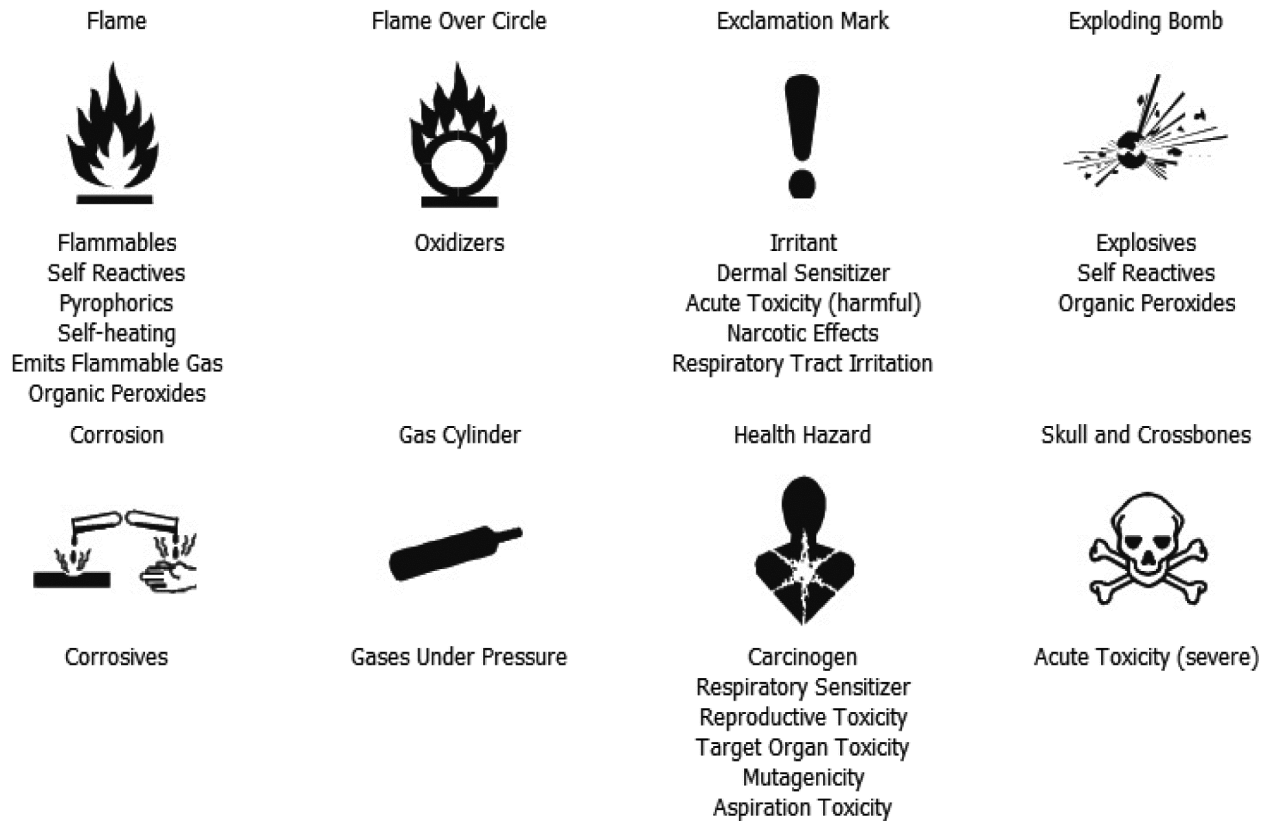 Flame
Flame Over Circle
Exclamation Mark
Exploding Bomb
Flammables
Self Reactives
Pyrophorics
Self-heating
Emits Flammable Gas
Organic Peroxides
Oxidizers
Irritant
Dermal Sensitizer
Acute Toxicity (harmful)
Narcotic Effects
Respiratory Tract Irritation
Explosives
Self Reactives
Organic Peroxides
Corrosion
Gas Cylinder
Health Hazard
Skull and Crossbones
Corrosives
Gases Under Pressure
Carcinogen
Respiratory Sensitizer
Reproductive Toxicity
Target Organ Toxicity
Mutagenicity
Aspiration Toxicity
Acute Toxicity (severe)